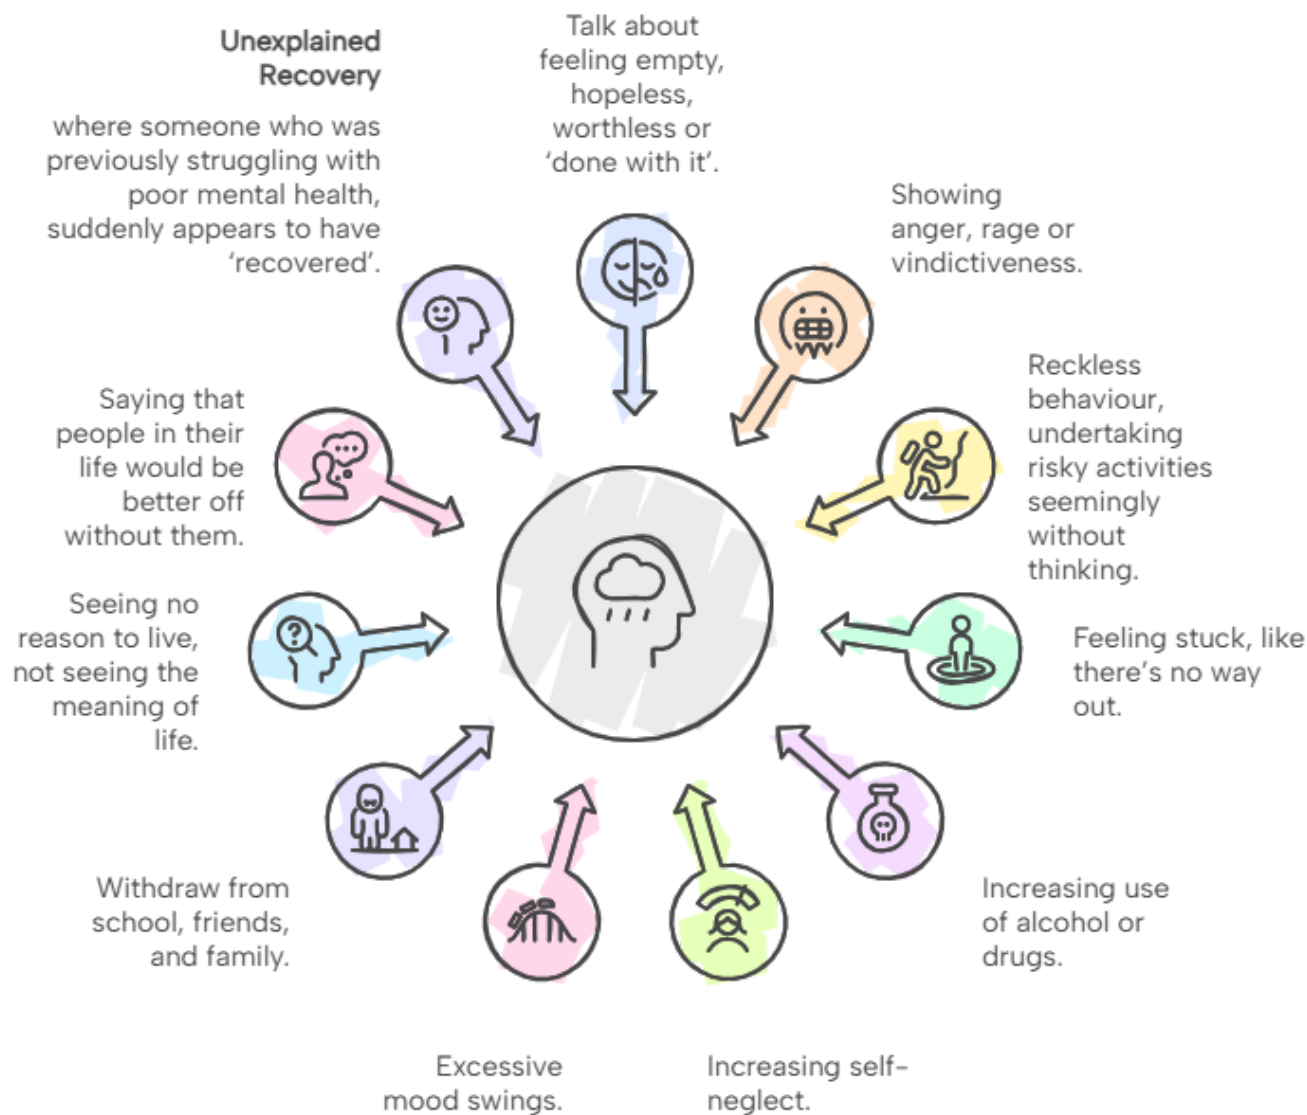 Unexplained
Recovery
where someone who was
previously struggling with
poor mental health,
suddenly appears to have
‘recovered’.
Talk about
feeling empty,
hopeless,
worthless or
‘done with it’.
Showing
anger, rage or
vindictiveness.
Reckless
behaviour,
undertaking
risky activities
seemingly
without
thinking.
Feeling stuck, like
there’s no way
out.
Increasing use
of alcohol or
drugs.
Increasing self-
neglect.
Excessive
mood swings.
Withdraw from
school, friends,
and family.
Seeing no
reason to live,
not seeing the
meaning of
life.
Saying that
people in their
life would be
better off
without them.
?